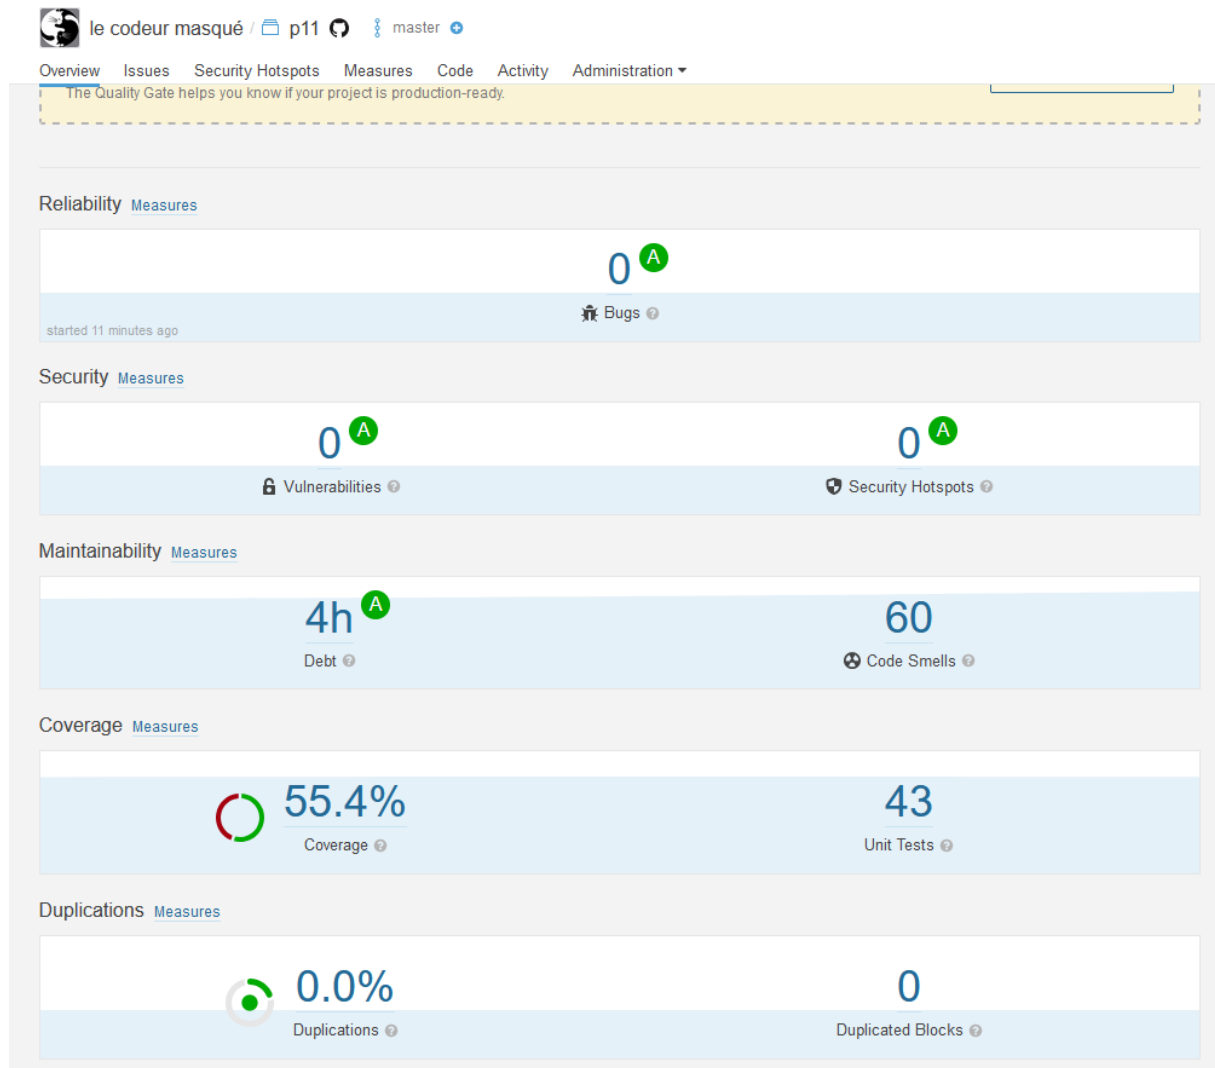 le codeur masqué / p11 master
Overview Issues Security Hotspots Measures Code Activity Administration
The Quality Gate helps you know if your project is production-ready.
Reliability Measures
0 A
Bugs ?
started 11 minutes ago
Security Measures
0 A 0 A
Vulnerabilities ? Security Hotspots ?
Maintainability Measures
4h A 60
Debt ? Code Smells ?
Coverage Measures
55.4% 43
Coverage ? Unit Tests ?
Duplications Measures
0.0% 0
Duplications ? Duplicated Blocks ?